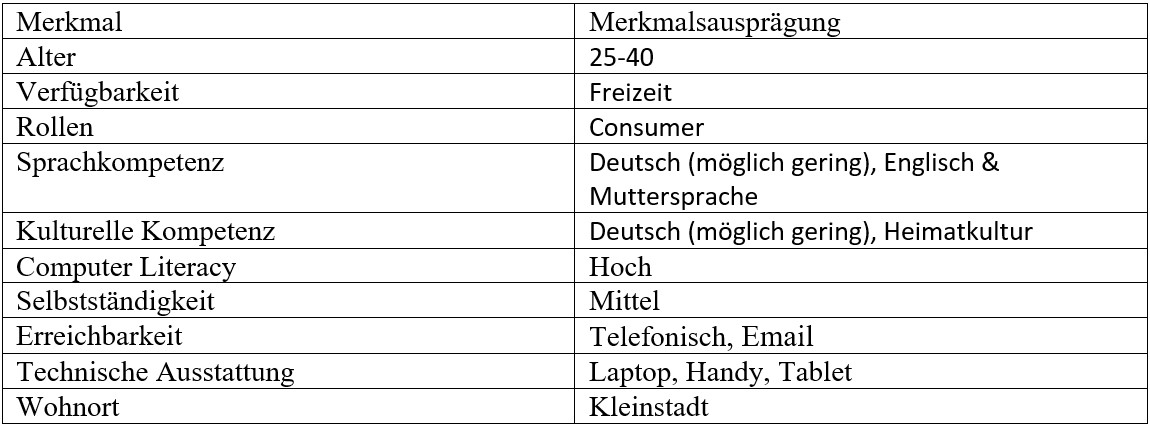 Merkmal Merkmalsausprägung
Alter 25-40
Verfügbarkeit Freizeit
Rollen Consumer
Sprachkompetenz Deutsch (möglich gering), Englisch &
Muttersprache
Kulturelle Kompetenz Deutsch (möglich gering), Heimatkultur
Computer Literacy Hoch
Selbstständigkeit Mittel
Erreichbarkeit Telefonisch, Email
Technische Ausstattung Laptop, Handy, Tablet
Wohnort Kleinstadt